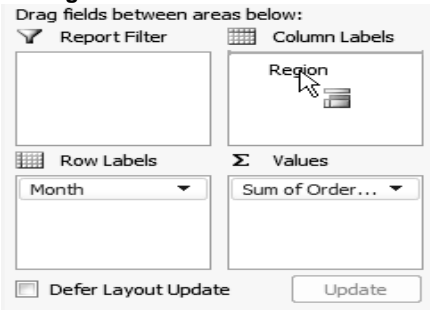 Drag fields between areas below:
Report Filter
Column Labels
Region
Row Labels
Σ Values
Month
Sum of Order...
Defer Layout Update
Update